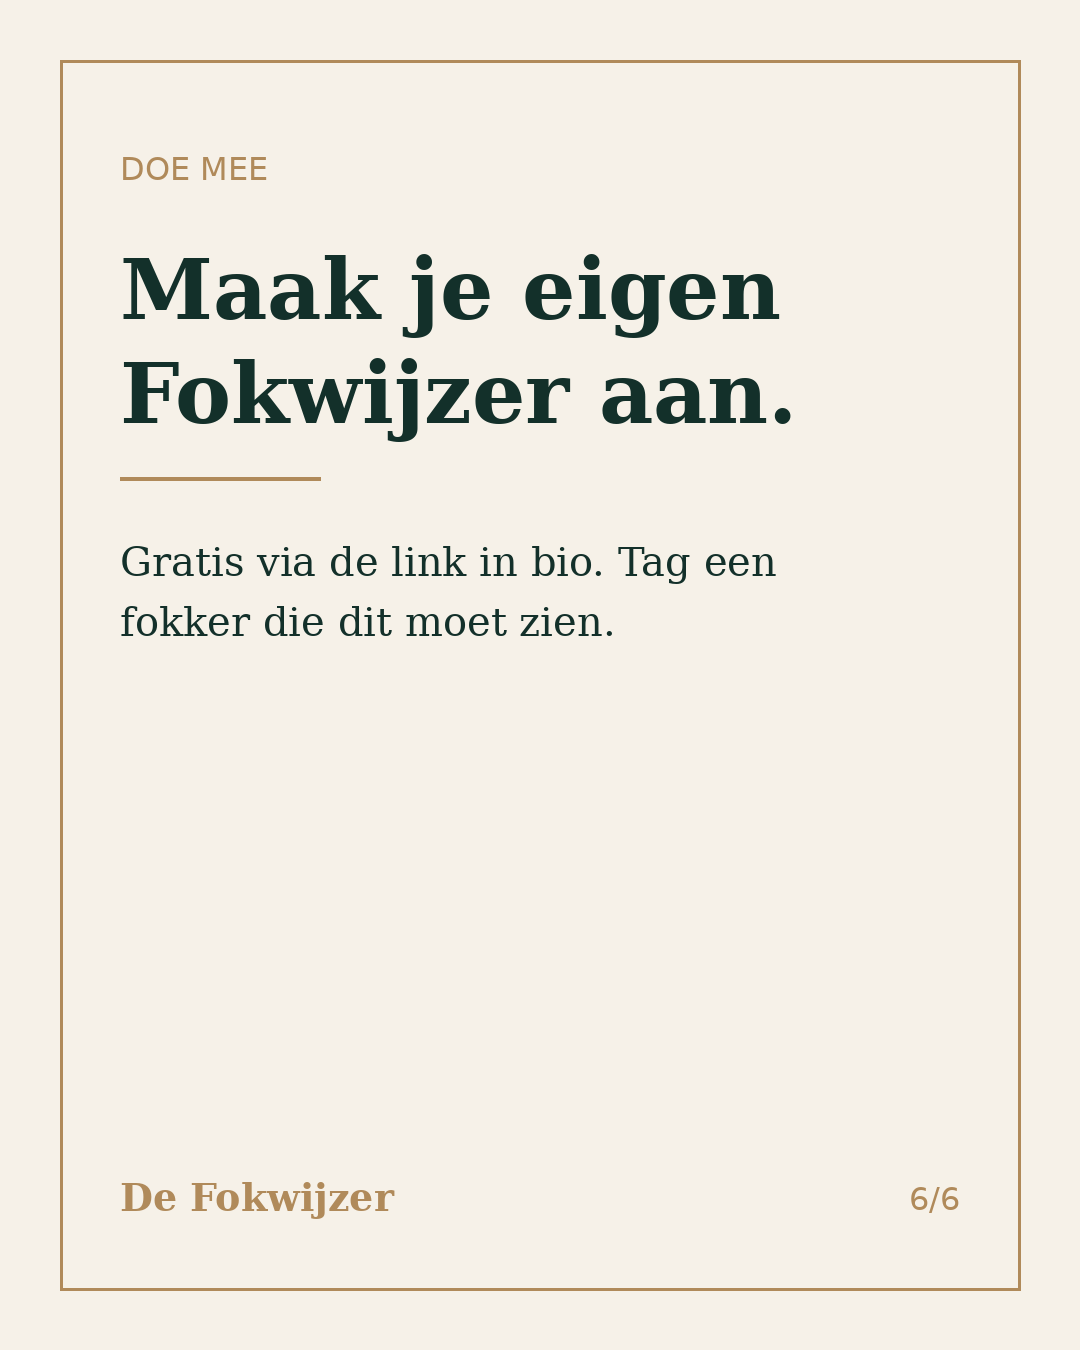 DOE MEE
Maak je eigen
Fokwijzer aan.
Gratis via de link in bio. Tag een
fokker die dit moet zien.
De Fokwijzer
6/6